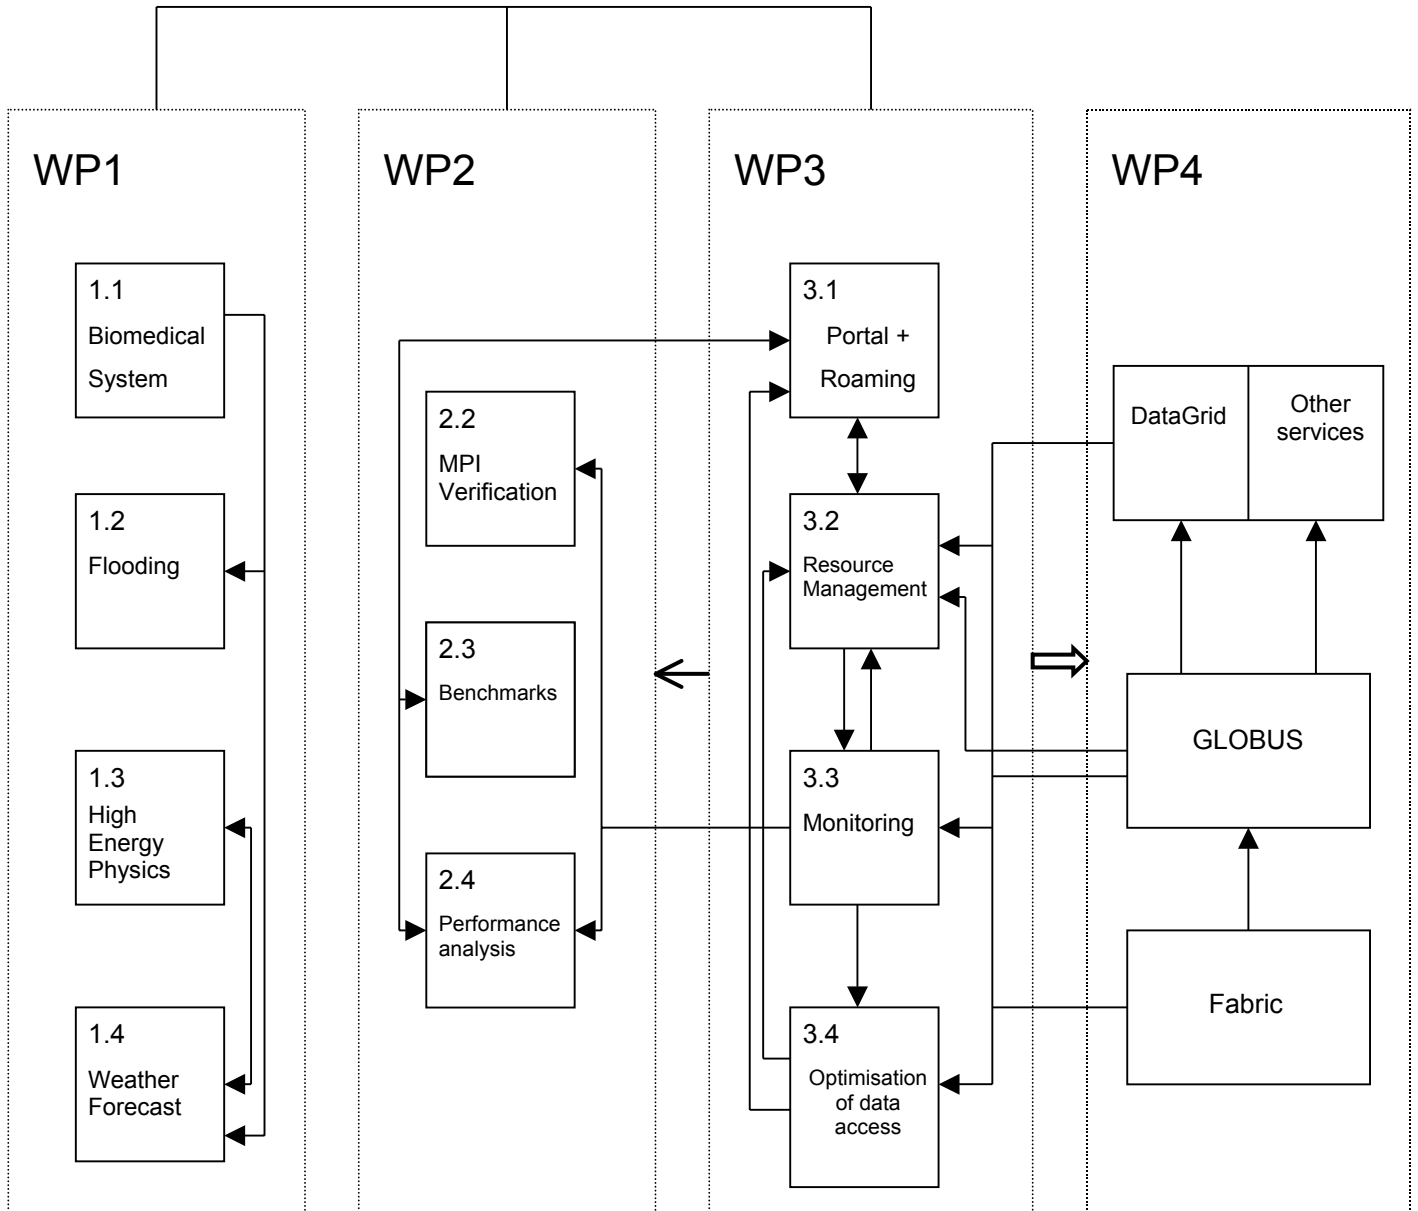 WP1
1.1
Biomedical
System
1.2
Flooding
1.3
High
Energy
Physics
1.4
Weather
Forecast
WP2
2.2
MPI
Verification
2.3
Benchmarks
2.4
Performance
analysis
WP3
3.1
Portal +
Roaming
3.2
Resource
Management
3.3
Monitoring
3.4
Optimisation
of data
access
WP4
DataGrid
Other
services
GLOBUS
Fabric